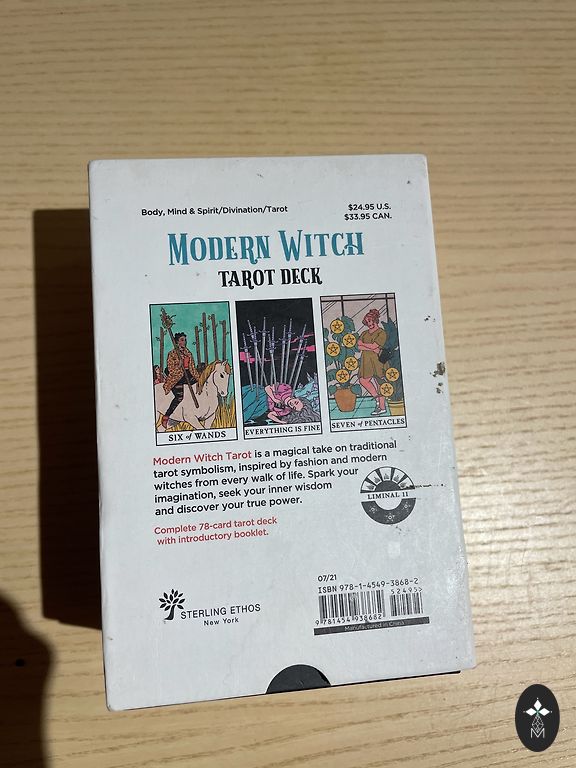 Body, Mind & Spirit/Divination/Tarot
$24.95 U.S.
$33.95 CAN.
MODERN WITCH
TAROT DECK
SIX of WANDS
EVERYTHING IS FINE
SEVEN of PENTACLES
Modern Witch Tarot is a magical take on traditional
tarot symbolism, inspired by fashion and modern
witches from every walk of life. Spark your
imagination, seek your inner wisdom
and discover your true power.
LIMINAL 11
Complete 78-card tarot deck
with introductory booklet.
07/21
ISBN 978-1-4549-3868-2
52495>
9 781454 938682
Manufactured in China
STERLING ETHOS
New York
M